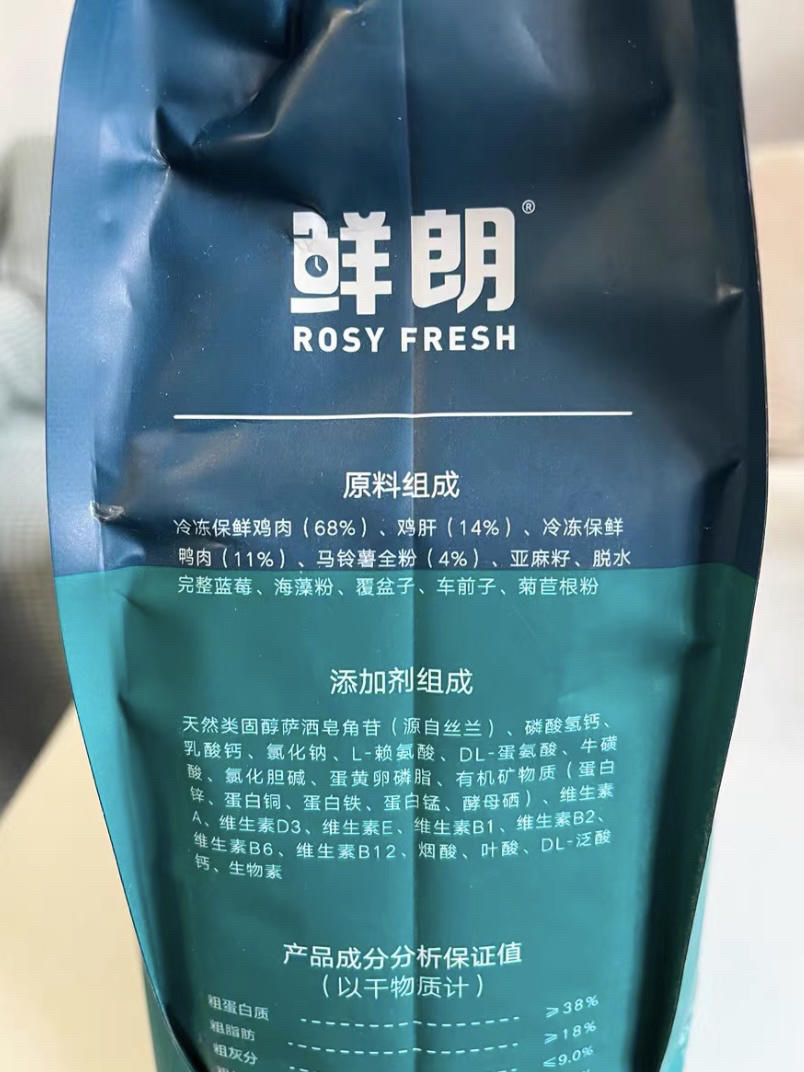 鲜朗®
ROSY FRESH
原料组成
冷冻保鲜鸡肉（68%）、鸡肝（14%）、冷冻保鲜
鸭肉（11%）、马铃薯全粉（4%）、亚麻籽、脱水
完整蓝莓、海藻粉、覆盆子、车前子、菊苣根粉
添加剂组成
天然类固醇萨洒皂角苷（源自丝兰）、磷酸氢钙、
乳酸钙、氯化钠、L-赖氨酸、DL-蛋氨酸、牛磺
酸、氯化胆碱、蛋黄卵磷脂、有机矿物质（蛋白
锌、蛋白铜、蛋白铁、蛋白锰、酵母硒）、维生素
A、维生素D3、维生素E、维生素B1、维生素B2、
维生素B6、维生素B12、烟酸、叶酸、DL-泛酸
钙、生物素
产品成分分析保证值
（以干物质计）
粗蛋白质 ≥38%
粗脂肪 ≥18%
粗灰分 ≤9.0%